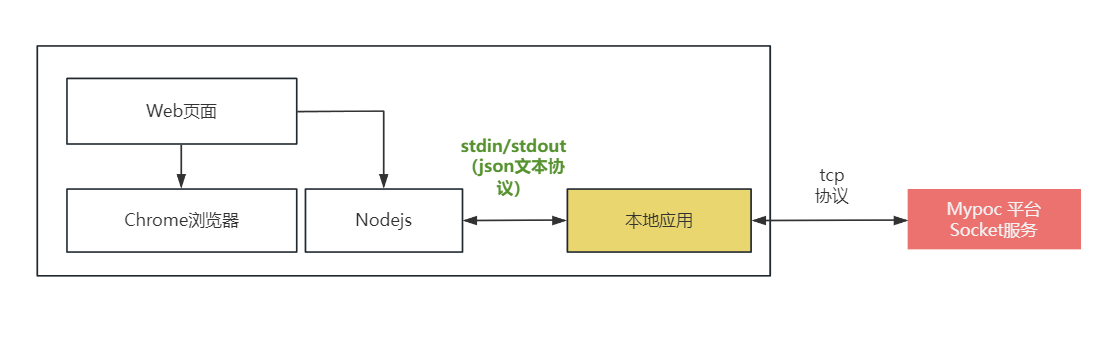 Web页面
stdin/stdout
(json文本协
议)
tcp
协议
Chrome浏览器
Nodejs
本地应用
Mypoc 平台
Socket服务